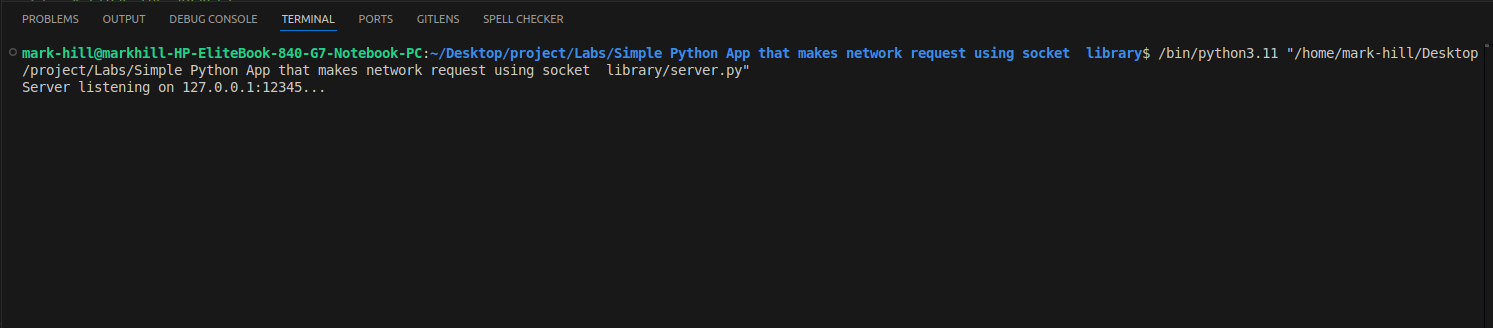 PROBLEMS OUTPUT DEBUG CONSOLE TERMINAL PORTS GITLENS SPELL CHECKER
mark-hill@markhill-HP-EliteBook-840-G7-Notebook-PC:~/Desktop/project/Labs/Simple Python App that makes network request using socket  library$ /bin/python3.11 "/home/mark-hill/Desktop
/project/Labs/Simple Python App that makes network request using socket  library/server.py"
Server listening on 127.0.0.1:12345...